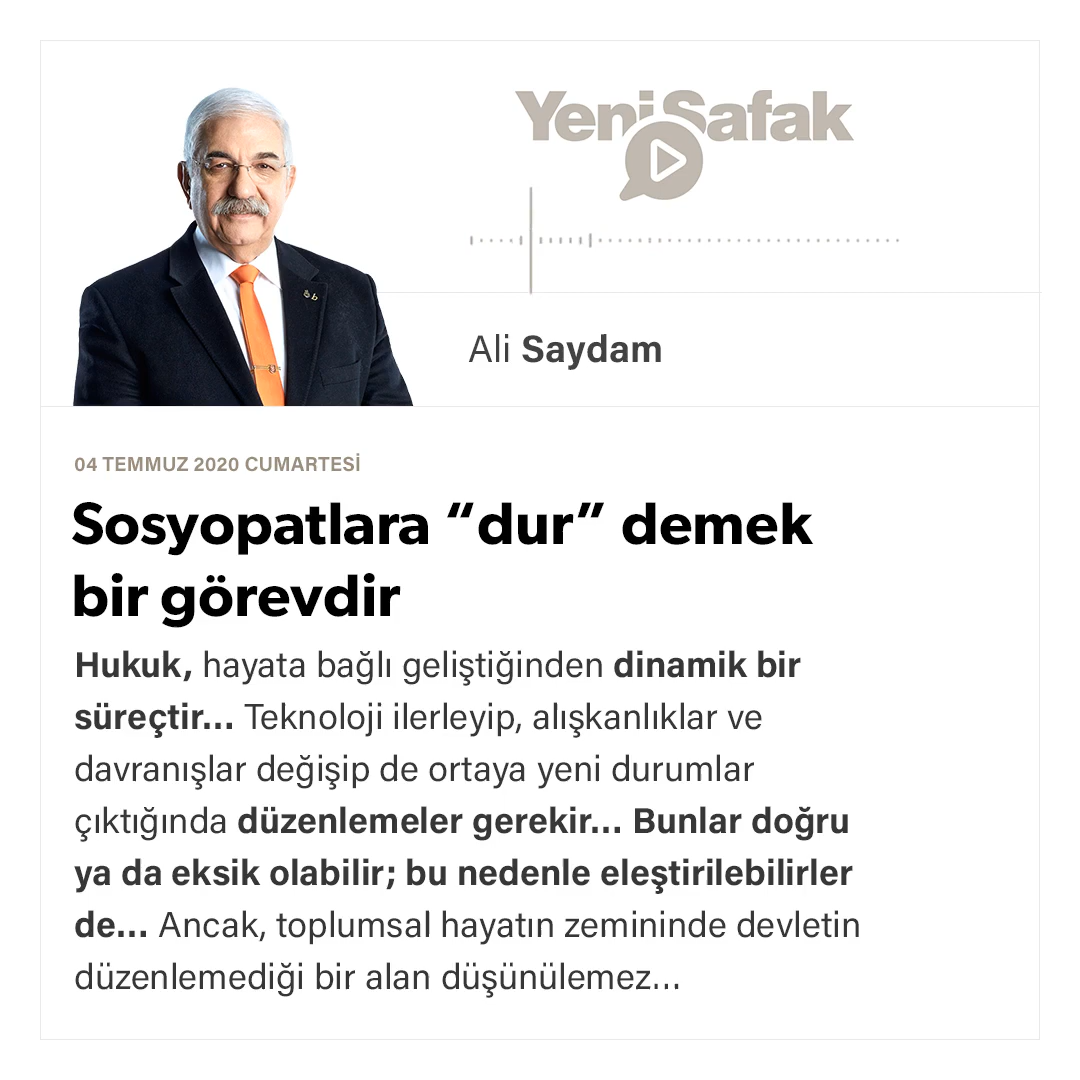 YeniSafak
Ali Saydam
04 TEMMUZ 2020 CUMARTESİ
Sosyopatlara “dur” demek
bir görevdir
Hukuk, hayata bağlı geliştiğinden dinamik bir
süreçtir... Teknoloji ilerleyip, alışkanlıklar ve
davranışlar değişip de ortaya yeni durumlar
çıktığında düzenlemeler gerekir... Bunlar doğru
ya da eksik olabilir; bu nedenle eleştirilebilirler
de... Ancak, toplumsal hayatın zemininde devletin
düzenlemediği bir alan düşünülemez...